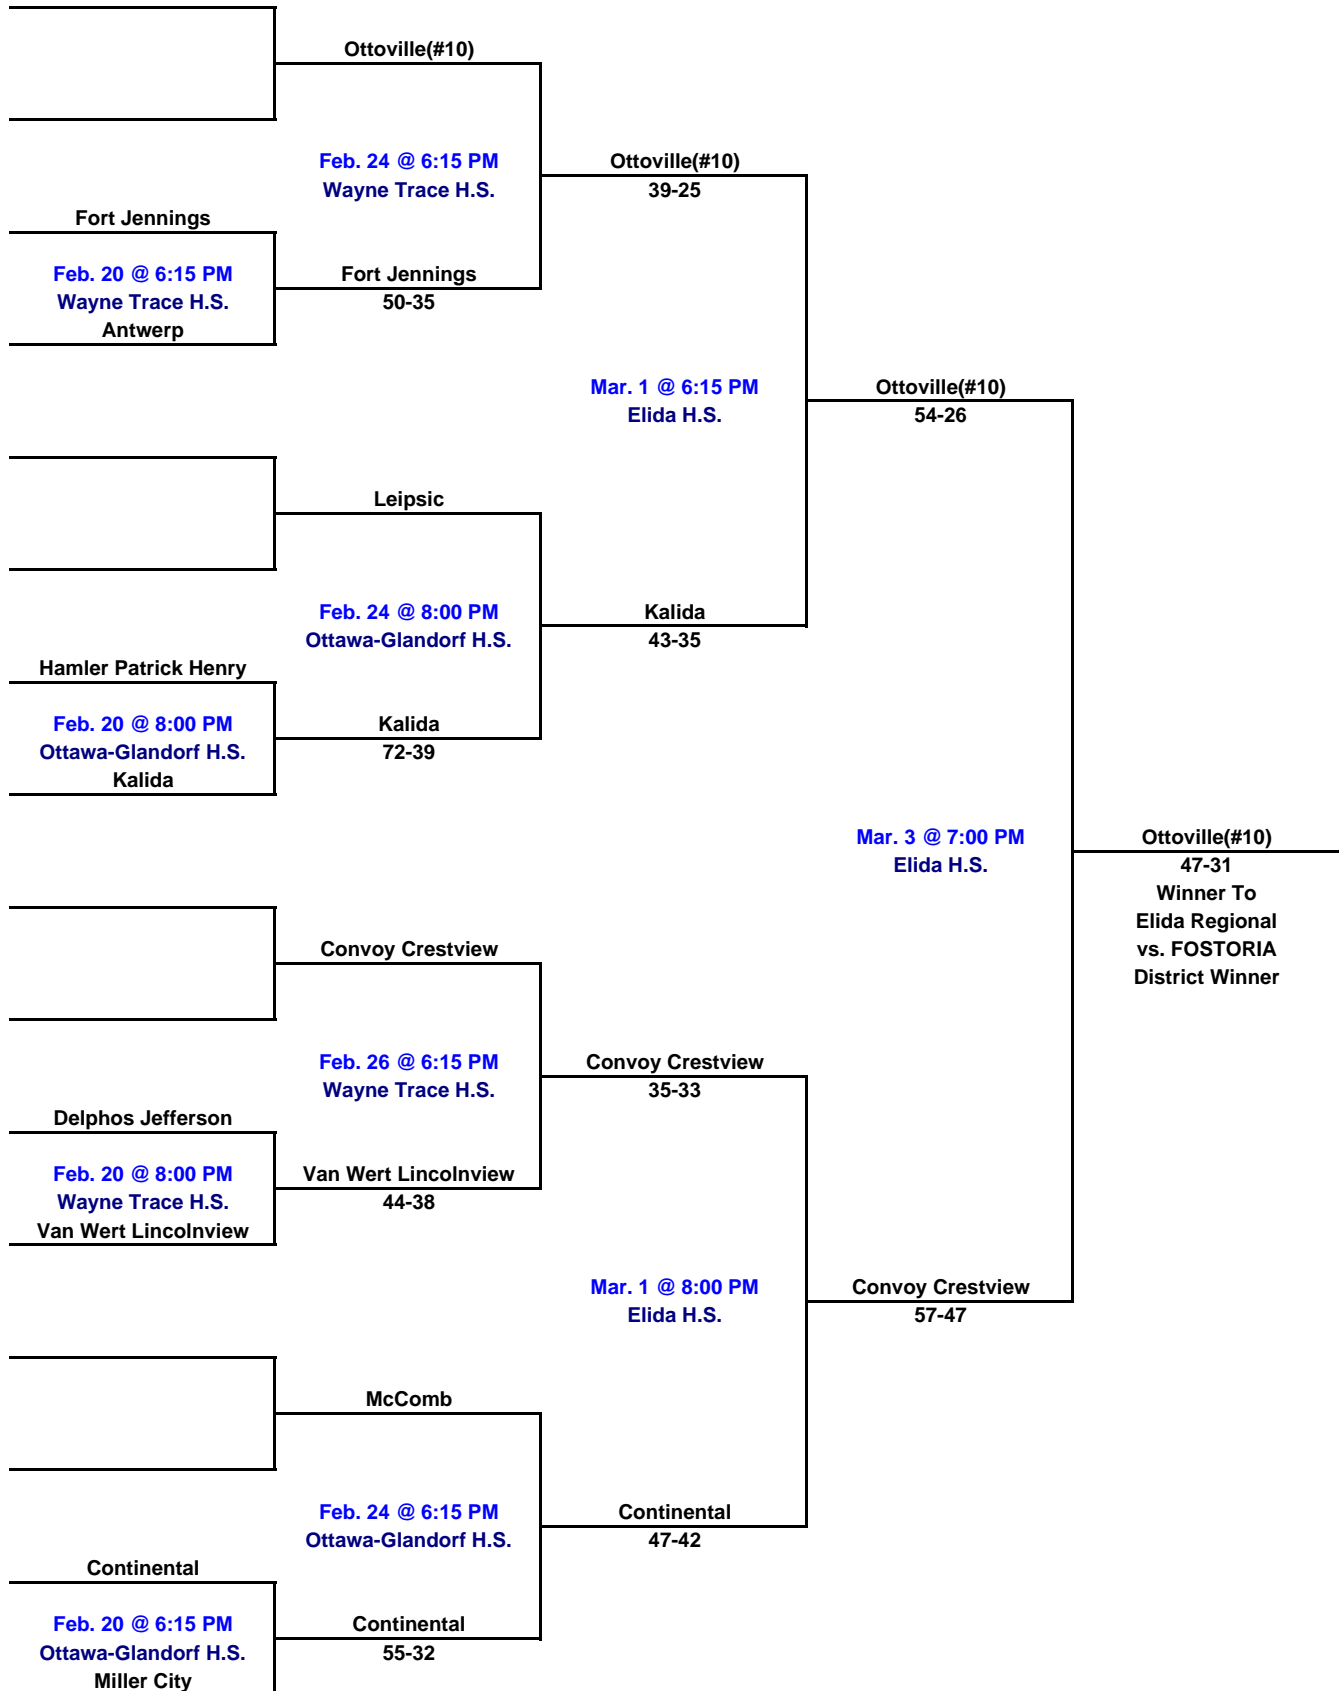 Ottoville(#10)
Feb. 24 @ 6:15 PM
Wayne Trace H.S.
Ottoville(#10)
39-25
Fort Jennings
Feb. 20 @ 6:15 PM
Wayne Trace H.S.
Antwerp
Fort Jennings
50-35
Mar. 1 @ 6:15 PM
Elida H.S.
Ottoville(#10)
54-26
Leipsic
Feb. 24 @ 8:00 PM
Ottawa-Glandorf H.S.
Kalida
43-35
Hamler Patrick Henry
Feb. 20 @ 8:00 PM
Ottawa-Glandorf H.S.
Kalida
Kalida
72-39
Mar. 3 @ 7:00 PM
Elida H.S.
Ottoville(#10)
47-31
Winner To
Elida Regional
vs. FOSTORIA
District Winner
Convoy Crestview
Feb. 26 @ 6:15 PM
Wayne Trace H.S.
Convoy Crestview
35-33
Delphos Jefferson
Feb. 20 @ 8:00 PM
Wayne Trace H.S.
Van Wert Lincolnview
Van Wert Lincolnview
44-38
Mar. 1 @ 8:00 PM
Elida H.S.
Convoy Crestview
57-47
McComb
Feb. 24 @ 6:15 PM
Ottawa-Glandorf H.S.
Continental
47-42
Continental
Feb. 20 @ 6:15 PM
Ottawa-Glandorf H.S.
Miller City
Continental
55-32